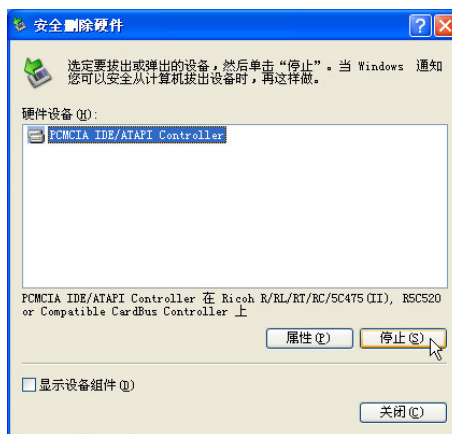 安全删除硬件
选定要拔出或弹出的设备,然后单击“停止”。当 Windows 通知
您可以安全从计算机拔出设备时,再这样做。
硬件设备(H):
PCMCIA IDE/ATAPI Controller
PCMCIA IDE/ATAPI Controller 在 Ricoh R/RL/RT/RC/5C475(II), R5C520
or Compatible CardBus Controller 上
属性(P) 停止(S)
显示设备组件(D)
关闭(C)